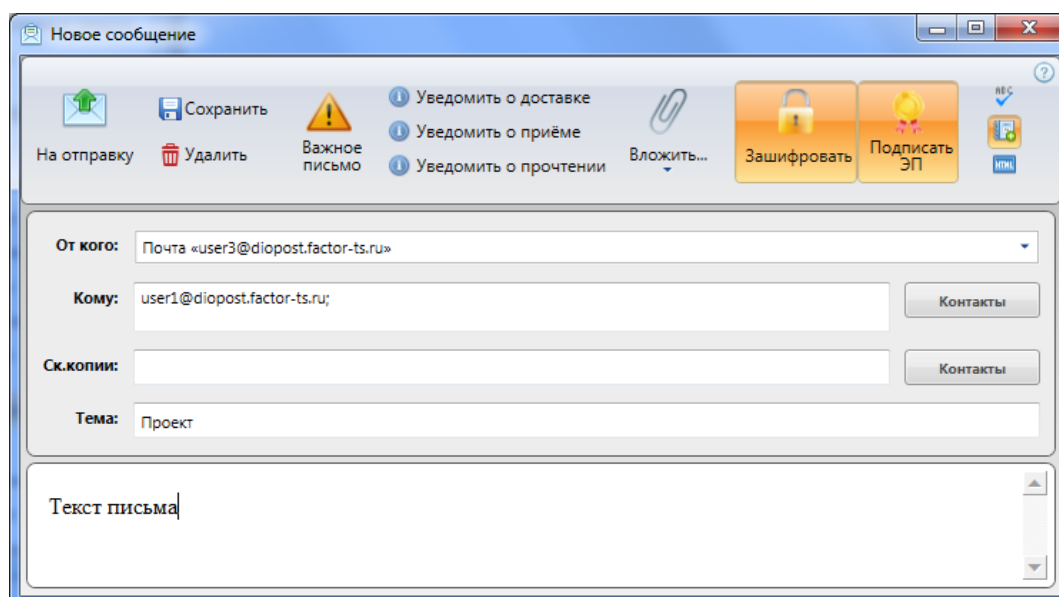 Новое сообщение
На отправку
Сохранить
Удалить
Важное
письмо
Уведомить о доставке
Уведомить о приёме
Уведомить о прочтении
Вложить...
Зашифровать
Подписать
ЭП
ABC
HTML
?
От кого: Почта «user3@diopost.factor-ts.ru»
Кому: user1@diopost.factor-ts.ru; Контакты
Ск.копии: Контакты
Тема: Проект
Текст письма